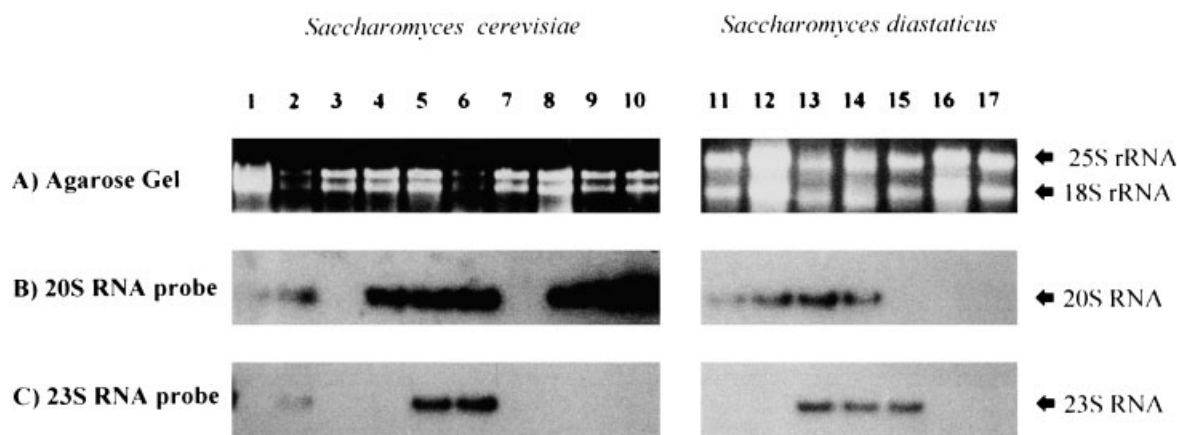 Saccharomyces cerevisiae Saccharomyces diastaticus
1 2 3 4 5 6 7 8 9 10 11 12 13 14 15 16 17
A) Agarose Gel 25S rRNA
18S rRNA
B) 20S RNA probe 20S RNA
C) 23S RNA probe 23S RNA